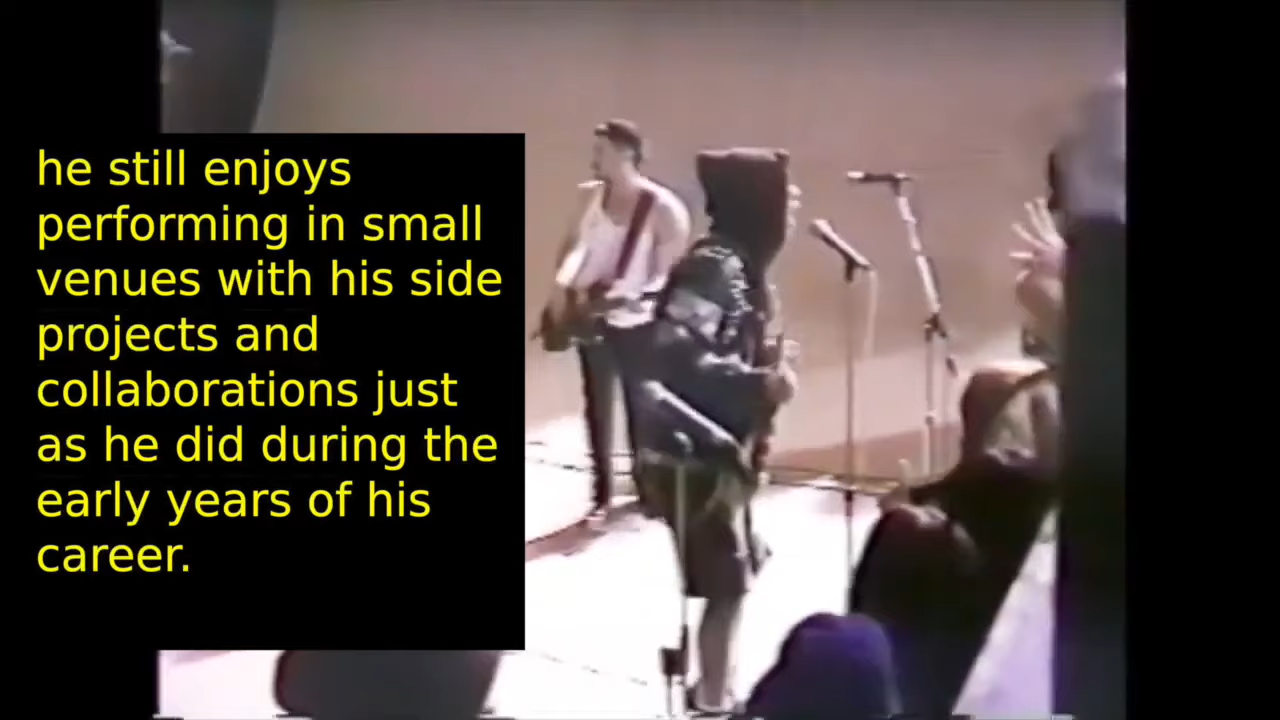 he still enjoys
performing in small
venues with his side
projects and
collaborations just
as he did during the
early years of his
career.